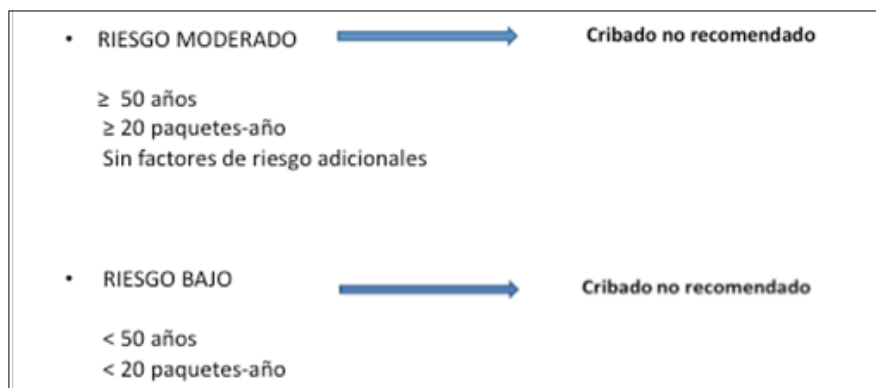 • RIESGO MODERADO Cribado no recomendado
≥ 50 años
≥ 20 paquetes-año
Sin factores de riesgo adicionales
• RIESGO BAJO Cribado no recomendado
< 50 años
< 20 paquetes-año